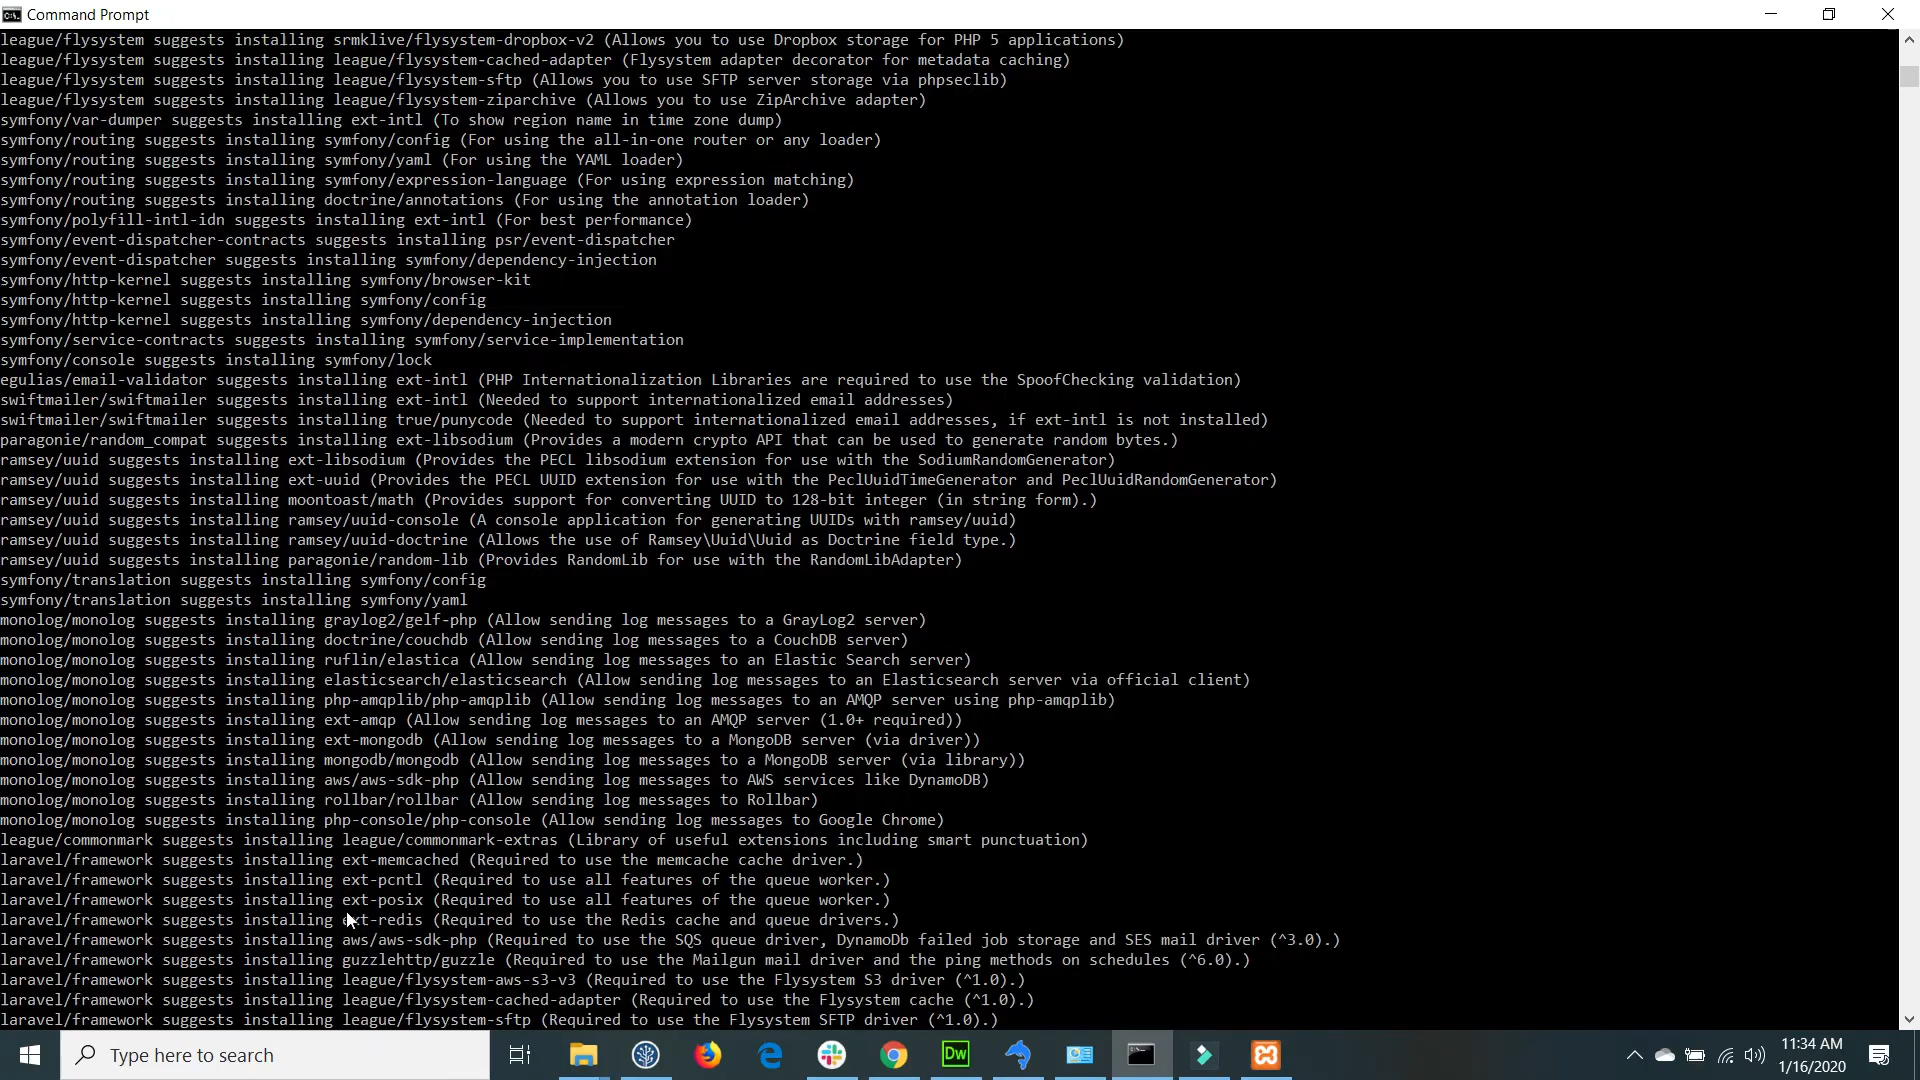 Command Prompt
league/flysystem suggests installing srmklive/flysystem-dropbox-v2 (Allows you to use Dropbox storage for PHP 5 applications)
league/flysystem suggests installing league/flysystem-cached-adapter (Flysystem adapter decorator for metadata caching)
league/flysystem suggests installing league/flysystem-sftp (Allows you to use SFTP server storage via phpseclib)
league/flysystem suggests installing league/flysystem-ziparchive (Allows you to use ZipArchive adapter)
symfony/var-dumper suggests installing ext-intl (To show region name in time zone dump)
symfony/routing suggests installing symfony/config (For using the all-in-one router or any loader)
symfony/routing suggests installing symfony/yaml (For using the YAML loader)
symfony/routing suggests installing symfony/expression-language (For using expression matching)
symfony/routing suggests installing doctrine/annotations (For using the annotation loader)
symfony/polyfill-intl-idn suggests installing ext-intl (For best performance)
symfony/event-dispatcher-contracts suggests installing psr/event-dispatcher
symfony/event-dispatcher suggests installing symfony/dependency-injection
symfony/http-kernel suggests installing symfony/browser-kit
symfony/http-kernel suggests installing symfony/config
symfony/http-kernel suggests installing symfony/dependency-injection
symfony/service-contracts suggests installing symfony/service-implementation
symfony/console suggests installing symfony/lock
egulias/email-validator suggests installing ext-intl (PHP Internationalization Libraries are required to use the SpoofChecking validation)
swiftmailer/swiftmailer suggests installing ext-intl (Needed to support internationalized email addresses)
swiftmailer/swiftmailer suggests installing true/punycode (Needed to support internationalized email addresses, if ext-intl is not installed)
paragonie/random_compat suggests installing ext-libsodium (Provides a modern crypto API that can be used to generate random bytes.)
ramsey/uuid suggests installing ext-libsodium (Provides the PECL libsodium extension for use with the SodiumRandomGenerator)
ramsey/uuid suggests installing ext-uuid (Provides the PECL UUID extension for use with the PeclUuidTimeGenerator and PeclUuidRandomGenerator)
ramsey/uuid suggests installing moontoast/math (Provides support for converting UUID to 128-bit integer (in string form).)
ramsey/uuid suggests installing ramsey/uuid-console (A console application for generating UUIDs with ramsey/uuid)
ramsey/uuid suggests installing ramsey/uuid-doctrine (Allows the use of Ramsey\Uuid\Uuid as Doctrine field type.)
ramsey/uuid suggests installing paragonie/random-lib (Provides RandomLib for use with the RandomLibAdapter)
symfony/translation suggests installing symfony/config
symfony/translation suggests installing symfony/yaml
monolog/monolog suggests installing graylog2/gelf-php (Allow sending log messages to a GrayLog2 server)
monolog/monolog suggests installing doctrine/couchdb (Allow sending log messages to a CouchDB server)
monolog/monolog suggests installing ruflin/elastica (Allow sending log messages to an Elastic Search server)
monolog/monolog suggests installing elasticsearch/elasticsearch (Allow sending log messages to an Elasticsearch server via official client)
monolog/monolog suggests installing php-amqplib/php-amqplib (Allow sending log messages to an AMQP server using php-amqplib)
monolog/monolog suggests installing ext-amqp (Allow sending log messages to an AMQP server (1.0+ required))
monolog/monolog suggests installing ext-mongodb (Allow sending log messages to a MongoDB server (via driver))
monolog/monolog suggests installing mongodb/mongodb (Allow sending log messages to a MongoDB server (via library))
monolog/monolog suggests installing aws/aws-sdk-php (Allow sending log messages to AWS services like DynamoDB)
monolog/monolog suggests installing rollbar/rollbar (Allow sending log messages to Rollbar)
monolog/monolog suggests installing php-console/php-console (Allow sending log messages to Google Chrome)
league/commonmark suggests installing league/commonmark-extras (Library of useful extensions including smart punctuation)
laravel/framework suggests installing ext-memcached (Required to use the memcache cache driver.)
laravel/framework suggests installing ext-pcntl (Required to use all features of the queue worker.)
laravel/framework suggests installing ext-posix (Required to use all features of the queue worker.)
laravel/framework suggests installing ext-redis (Required to use the Redis cache and queue drivers.)
laravel/framework suggests installing aws/aws-sdk-php (Required to use the SQS queue driver, DynamoDb failed job storage and SES mail driver (^3.0).)
laravel/framework suggests installing guzzlehttp/guzzle (Required to use the Mailgun mail driver and the ping methods on schedules (^6.0).)
laravel/framework suggests installing league/flysystem-aws-s3-v3 (Required to use the Flysystem S3 driver (^1.0).)
laravel/framework suggests installing league/flysystem-cached-adapter (Required to use the Flysystem cache (^1.0).)
laravel/framework suggests installing league/flysystem-sftp (Required to use the Flysystem SFTP driver (^1.0).)
Type here to search
Dw
11:34 AM
1/16/2020